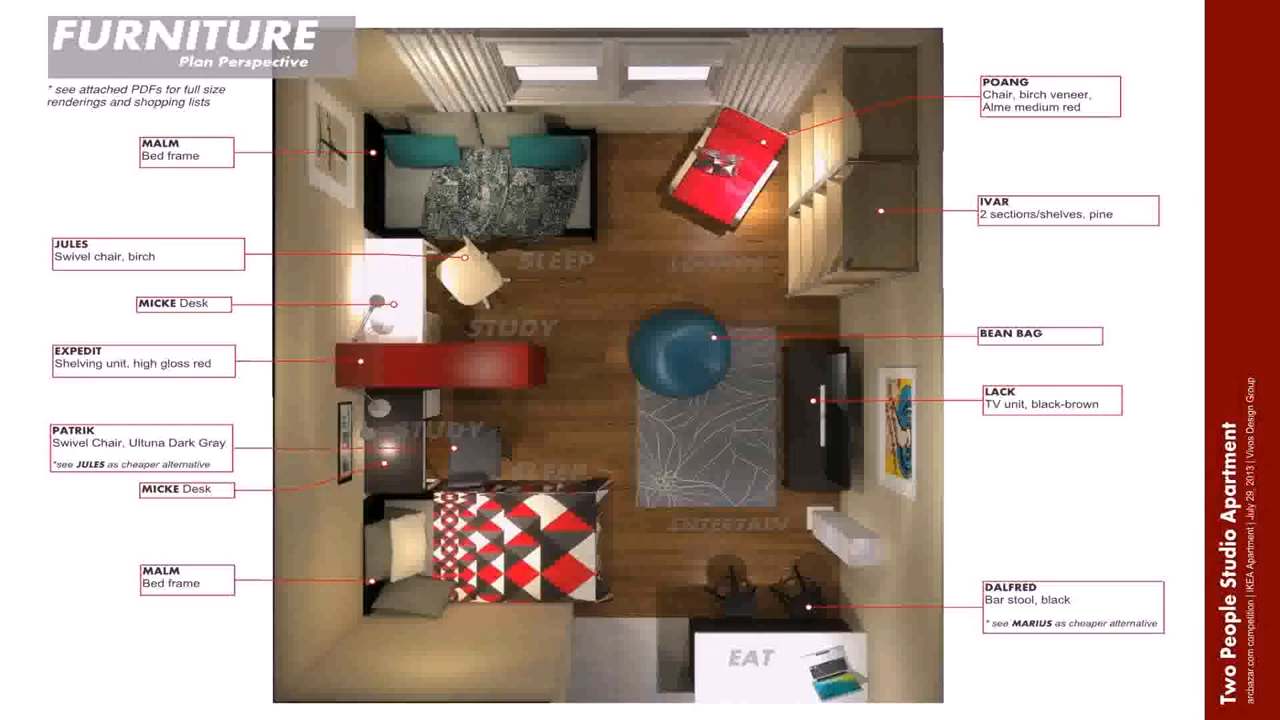 FURNITURE
Plan Perspective
* see attached PDFs for full size
renderings and shopping lists
MALM
Bed frame
JULES
Swivel chair, birch
MICKE Desk
EXPEDIT
Shelving unit, high gloss red
PATRIK
Swivel Chair, Ultuna Dark Gray
*see JULES as cheaper alternative
MICKE Desk
MALM
Bed frame
SLEEP
STUDY
STUDY
SLEEP
ENTERTAIN
EAT
POANG
Chair, birch veneer,
Alme medium red
IVAR
2 sections/shelves, pine
BEAN BAG
LACK
TV unit, black-brown
DALFRED
Bar stool, black
* see MARIUS as cheaper alternative
Two People Studio Apartment
arcbazar.com competition | IKEA Apartment | July 29, 2013 | Vivos Design Group